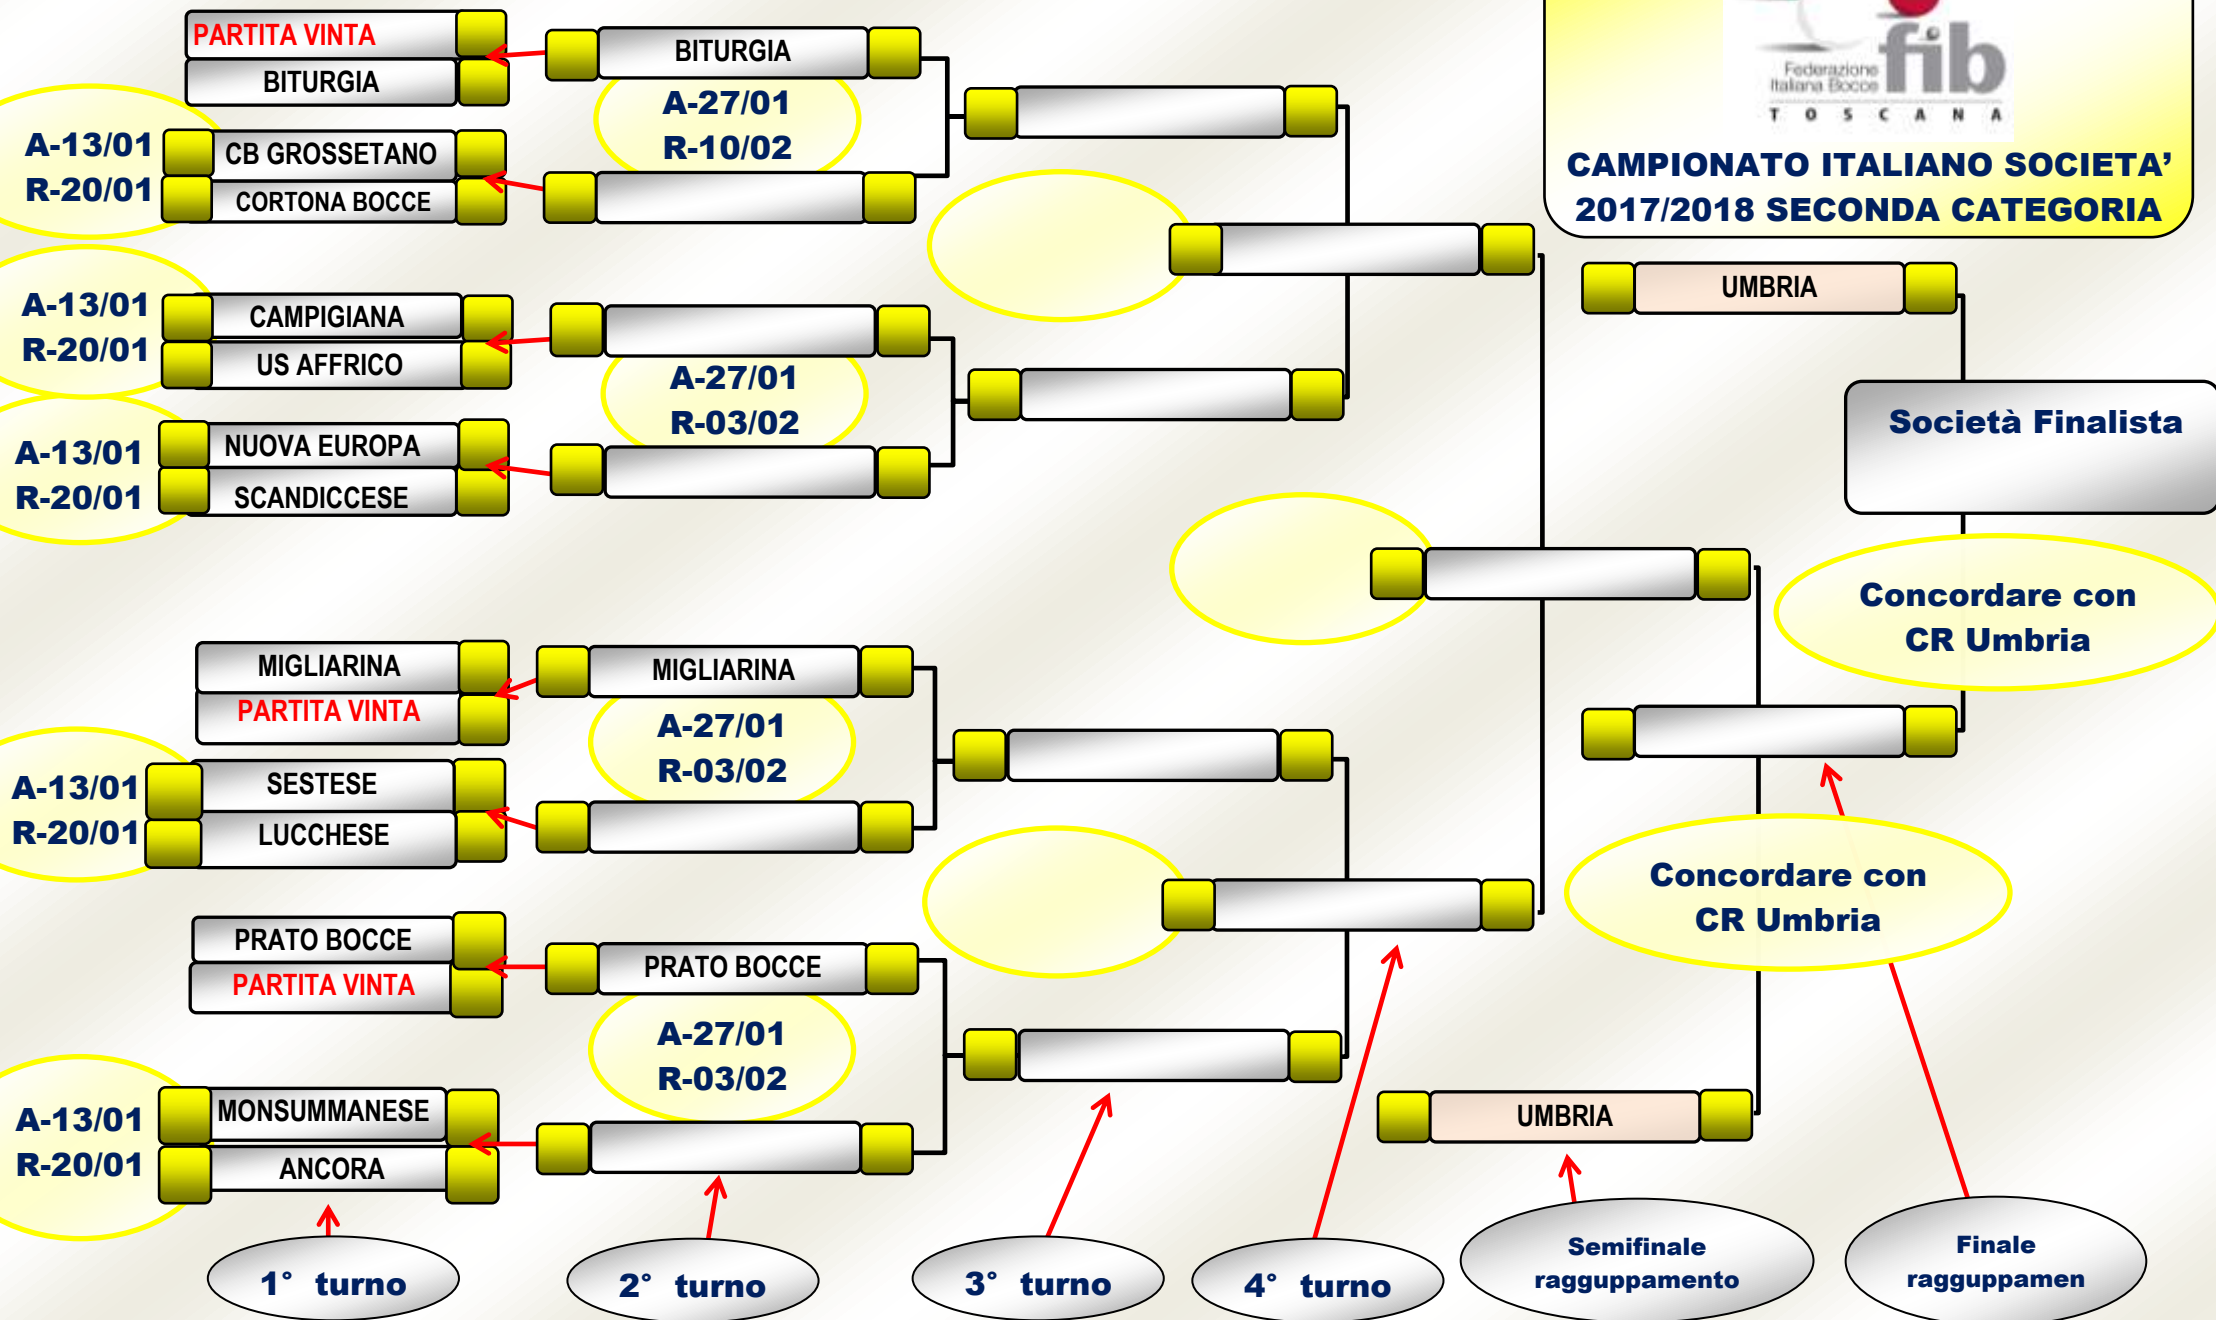 PARTITA VINTA
BITURGIA
A-13/01
R-20/01
CB GROSSETANO
CORTONA BOCCE
A-13/01
R-20/01
CAMPIGIANA
US AFFRICO
A-13/01
R-20/01
NUOVA EUROPA
SCANDICCESE
MIGLIARINA
PARTITA VINTA
A-13/01
R-20/01
SESTESE
LUCCHESE
PRATO BOCCE
PARTITA VINTA
A-13/01
R-20/01
MONSUMMANESE
ANCORA
1° turno
BITURGIA
A-27/01
R-10/02
A-27/01
R-03/02
MIGLIARINA
A-27/01
R-03/02
PRATO BOCCE
A-27/01
R-03/02
2° turno
3° turno
4° turno
fib
Federazione
Italiana Bocce
TOSCANA
CAMPIONATO ITALIANO SOCIETA’
2017/2018 SECONDA CATEGORIA
UMBRIA
Società Finalista
Concordare con
CR Umbria
Concordare con
CR Umbria
UMBRIA
Semifinale
ragguppamento
Finale
ragguppamen